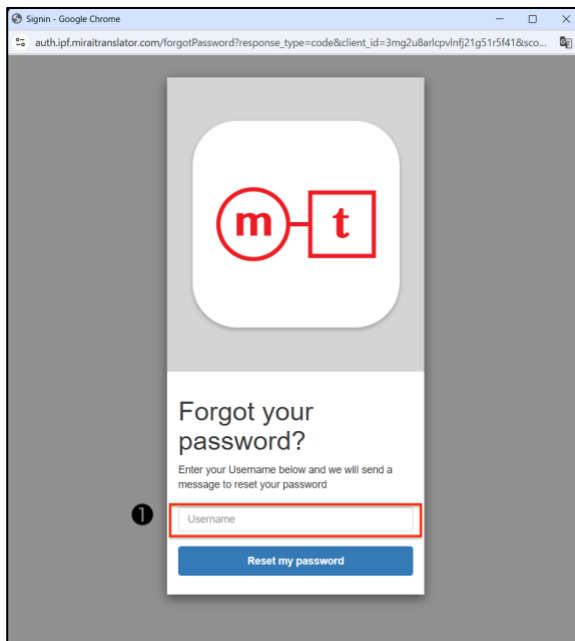 Signin - Google Chrome
auth.ipf.miraitranslator.com/forgotPassword?response_type=code&client_id=3mg2u8arlcpvlnfj21g51r5f41&sco...
m t
Forgot your
password?
Enter your Username below and we will send a
message to reset your password
❶ Username
Reset my password